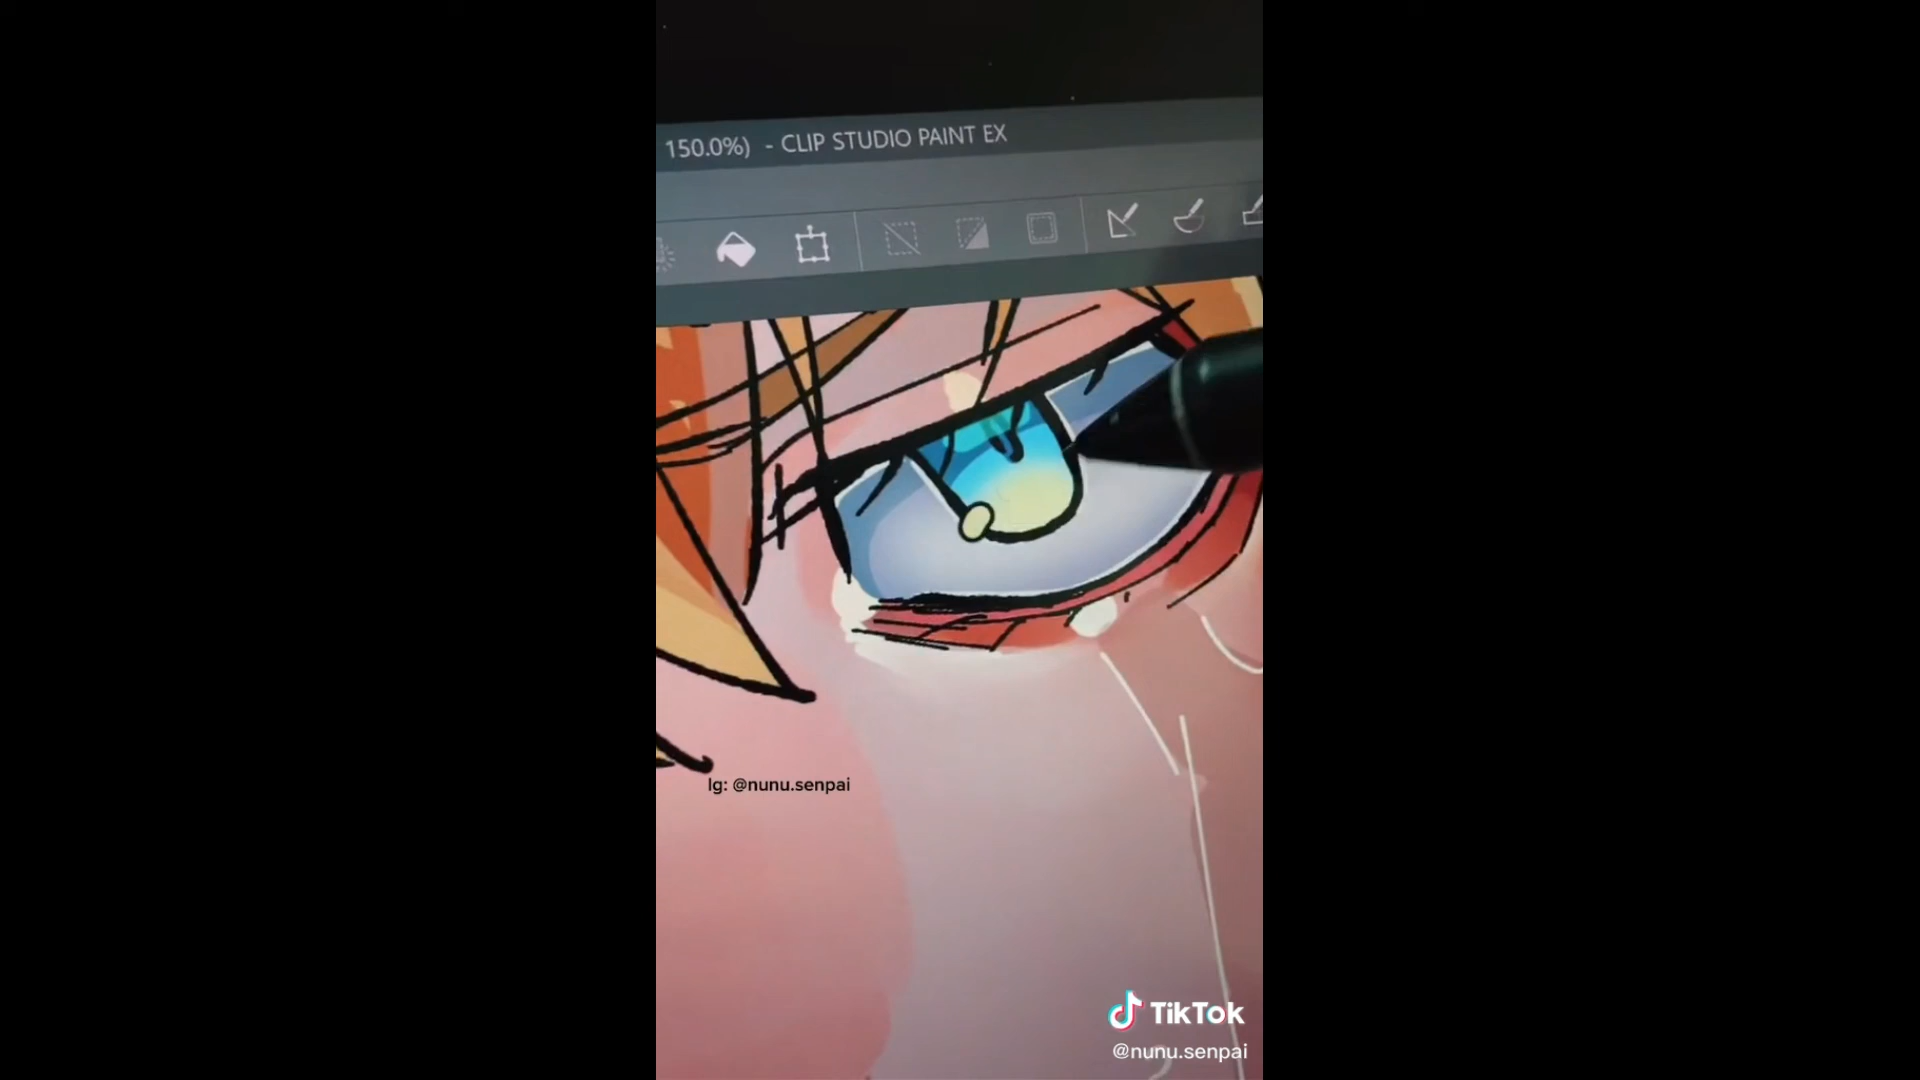 150.0%) - CLIP STUDIO PAINT EX
Ig: @nunu.senpai
TikTok
@nunu.senpai